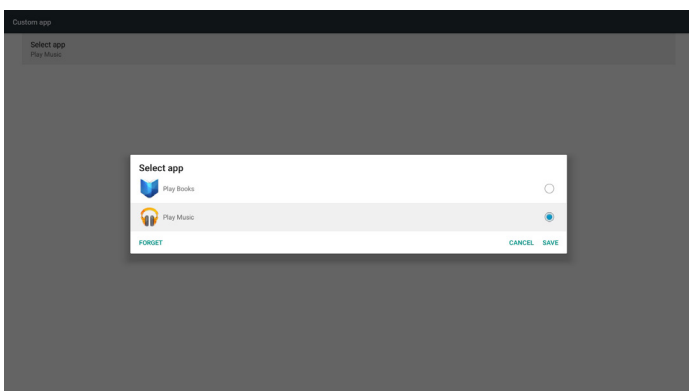 Custom app
Select app
Play Music
Select app
Play Books
Play Music
FORGET
CANCEL SAVE